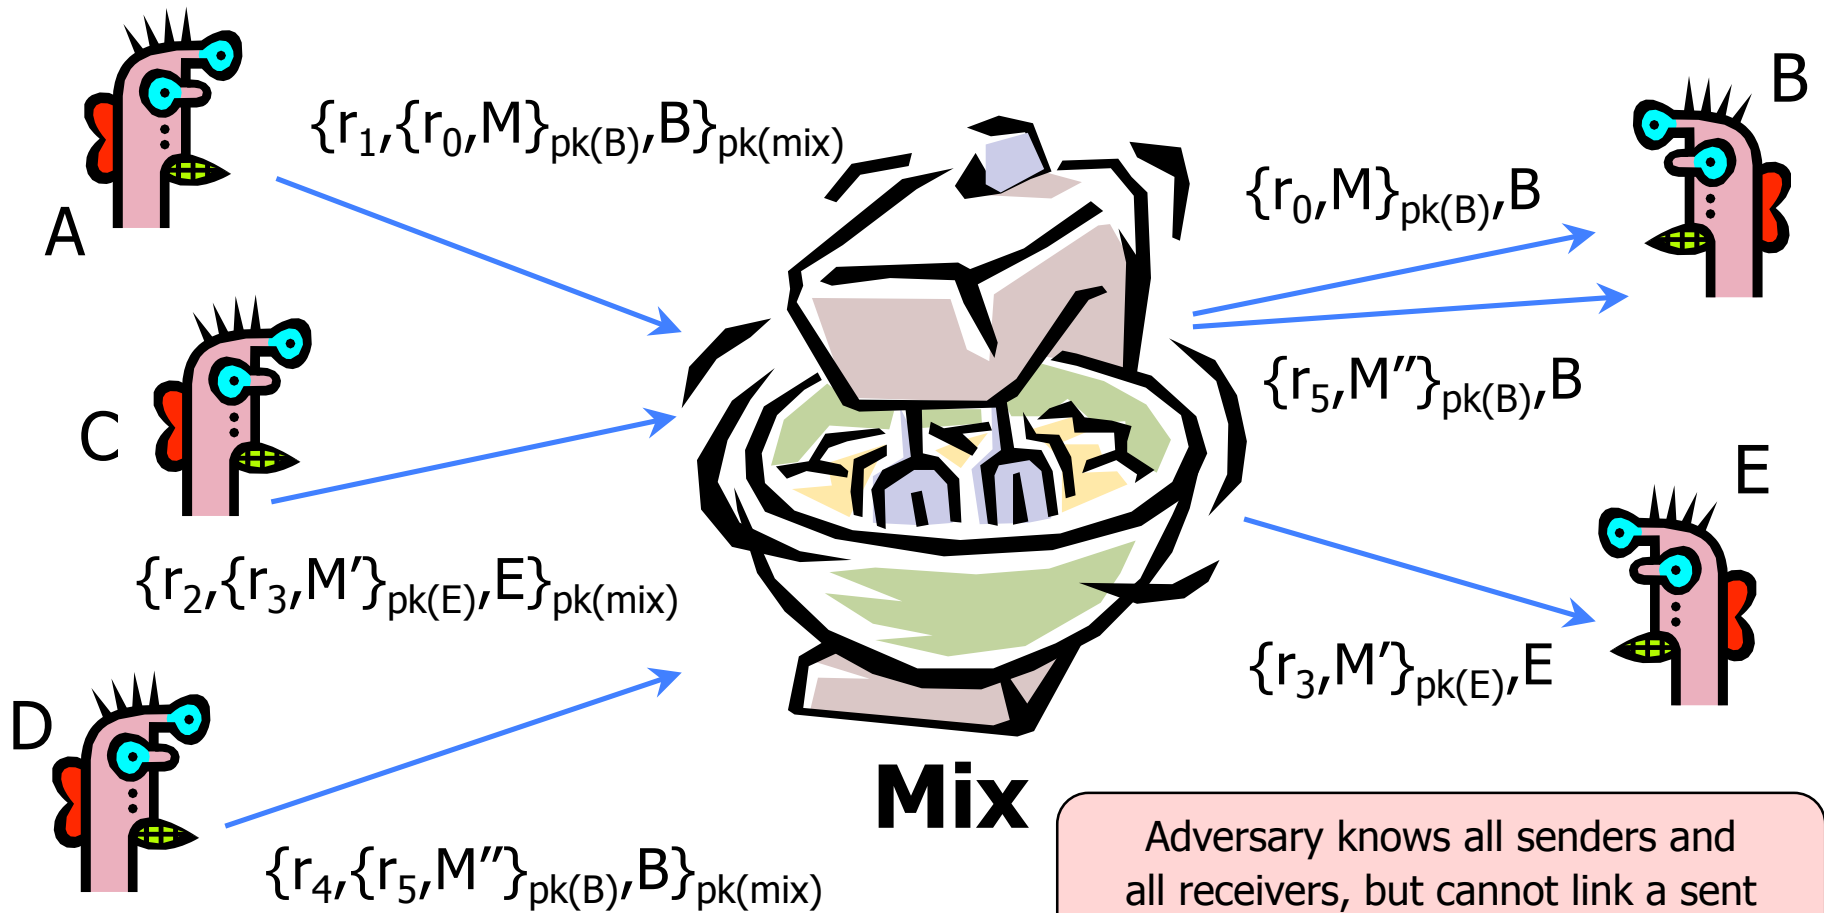 A
{r₁,{r₀,M}pk(B),B}pk(mix)
C
{r₂,{r₃,M′}pk(E),E}pk(mix)
D
{r₄,{r₅,M″}pk(B),B}pk(mix)
Mix
B
{r₀,M}pk(B),B
{r₅,M″}pk(B),B
E
{r₃,M′}pk(E),E
Adversary knows all senders and
all receivers, but cannot link a sent